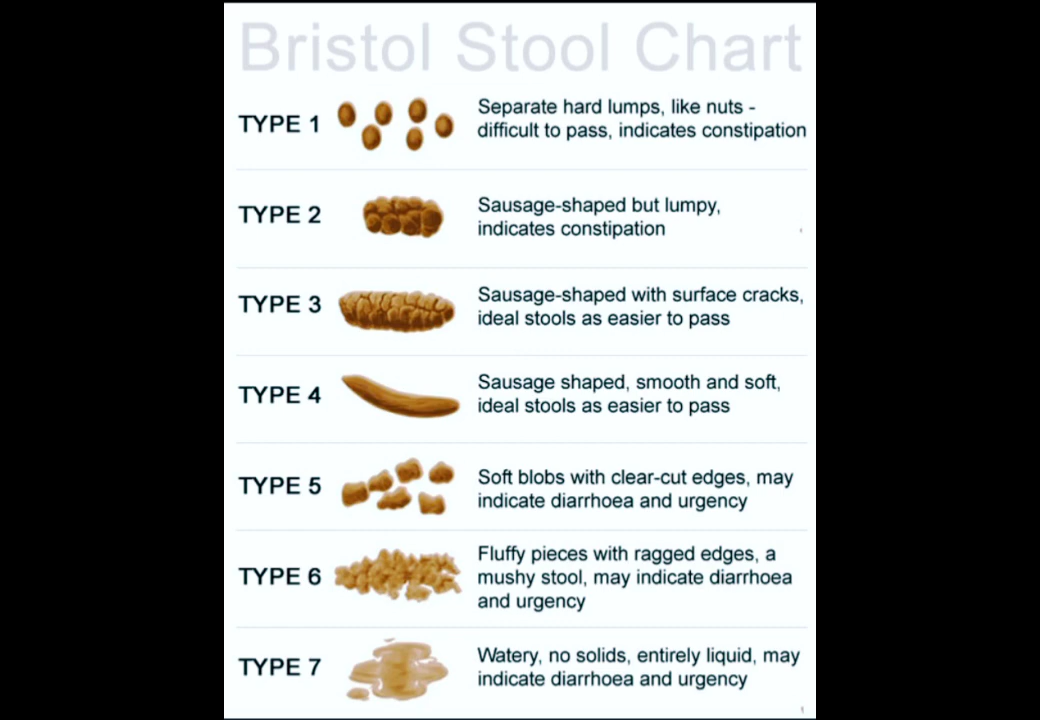 Bristol Stool Chart
TYPE 1
Separate hard lumps, like nuts -
difficult to pass, indicates constipation
TYPE 2
Sausage-shaped but lumpy,
indicates constipation
TYPE 3
Sausage-shaped with surface cracks,
ideal stools as easier to pass
TYPE 4
Sausage shaped, smooth and soft,
ideal stools as easier to pass
TYPE 5
Soft blobs with clear-cut edges, may
indicate diarrhoea and urgency
TYPE 6
Fluffy pieces with ragged edges, a
mushy stool, may indicate diarrhoea
and urgency
TYPE 7
Watery, no solids, entirely liquid, may
indicate diarrhoea and urgency